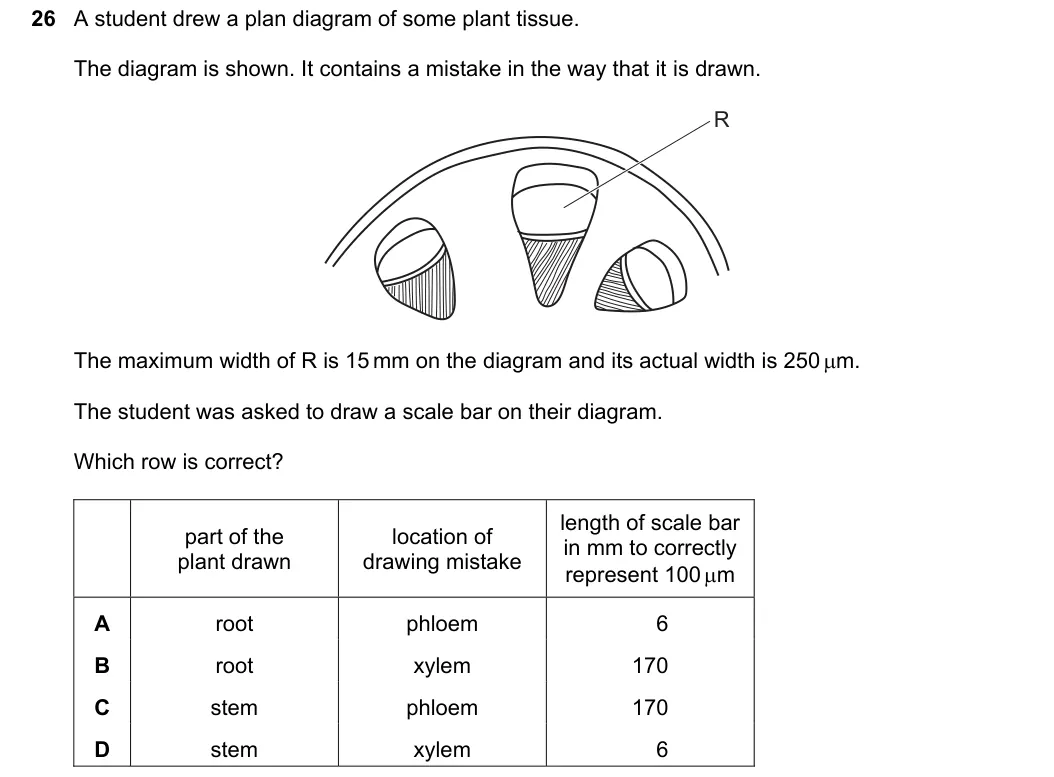 26 A student drew a plan diagram of some plant tissue.
The diagram is shown. It contains a mistake in the way that it is drawn.
R
The maximum width of R is 15 mm on the diagram and its actual width is 250 μm.
The student was asked to draw a scale bar on their diagram.
Which row is correct?
part of the plant drawn
location of drawing mistake
length of scale bar in mm to correctly represent 100 μm
A root phloem 6
B root xylem 170
C stem phloem 170
D stem xylem 6